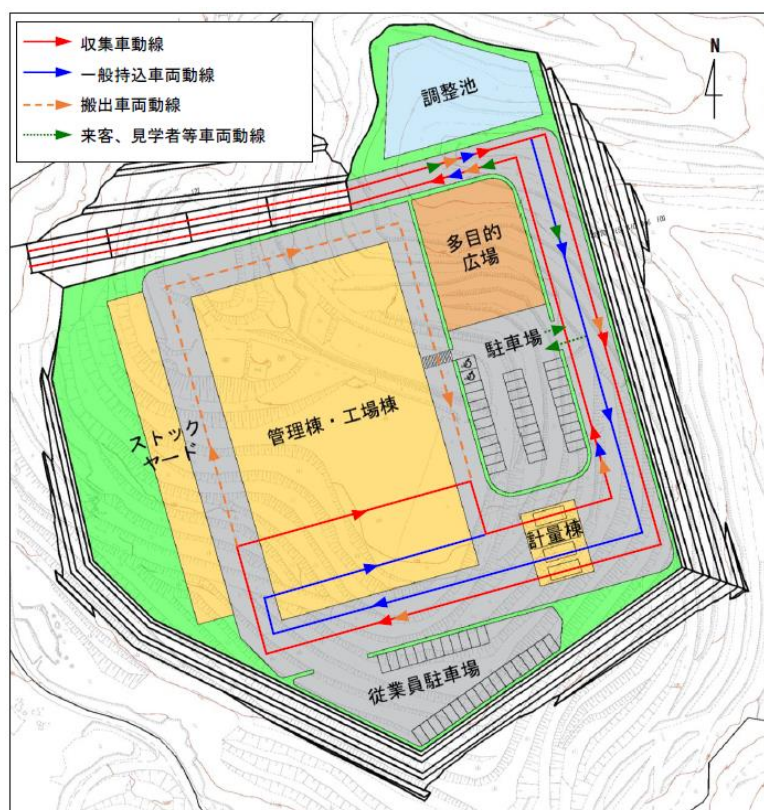 収集車動線
一般持込車両動線
搬出車両動線
来客、見学者等車両動線
N
調整池
多目的
広場
駐車場
ストック
ヤード
管理棟・工場棟
計量棟
従業員駐車場